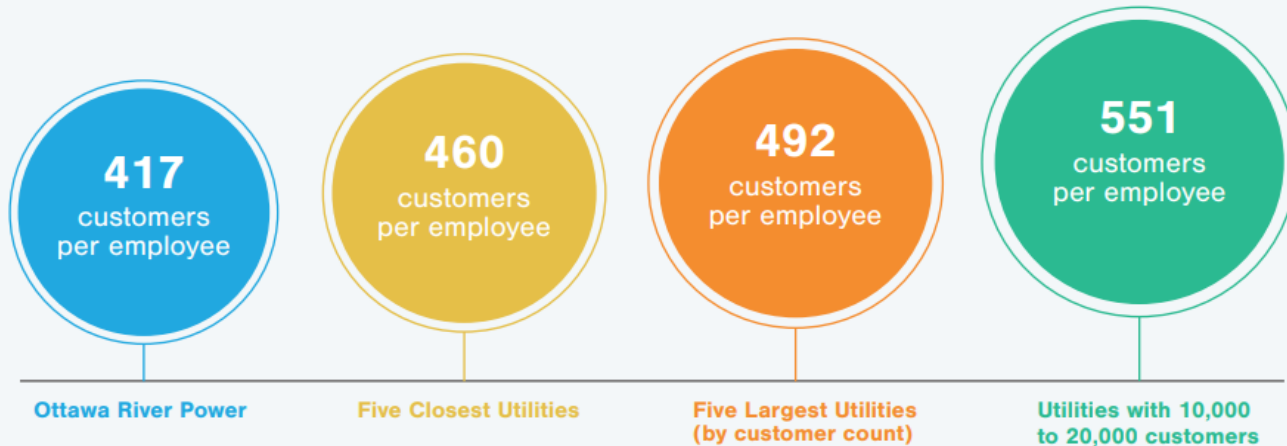 417
customers
per employee
460
customers
per employee
492
customers
per employee
551
customers
per employee
Ottawa River Power
Five Closest Utilities
Five Largest Utilities
(by customer count)
Utilities with 10,000
to 20,000 customers